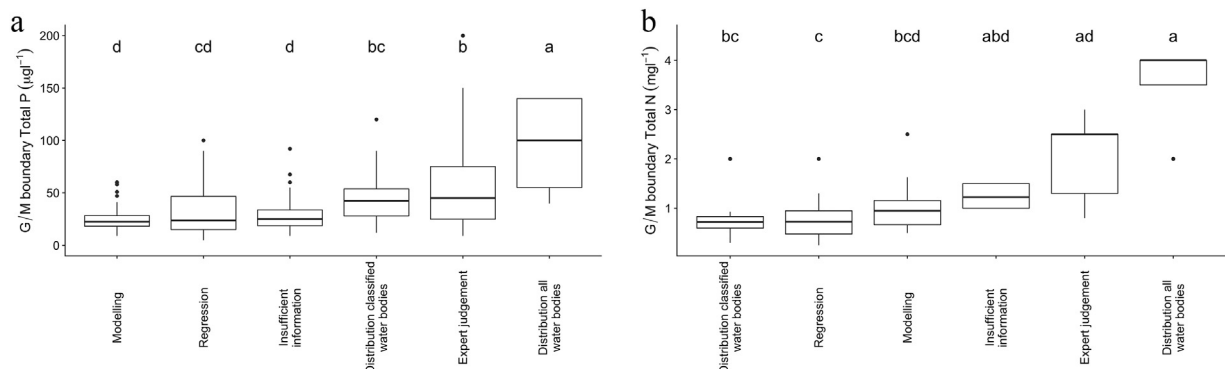 a
G/M boundary Total P (µgl⁻¹)
200
150
100
50
0
d
cd
d
bc
b
a
Modelling
Regression
Insufficient
information
Distribution classified
water bodies
Expert judgement
Distribution all
water bodies
b
G/M boundary Total N (mgl⁻¹)
4
3
2
1
bc
c
bcd
abd
ad
a
Distribution classified
water bodies
Regression
Modelling
Insufficient
information
Expert judgement
Distribution all
water bodies